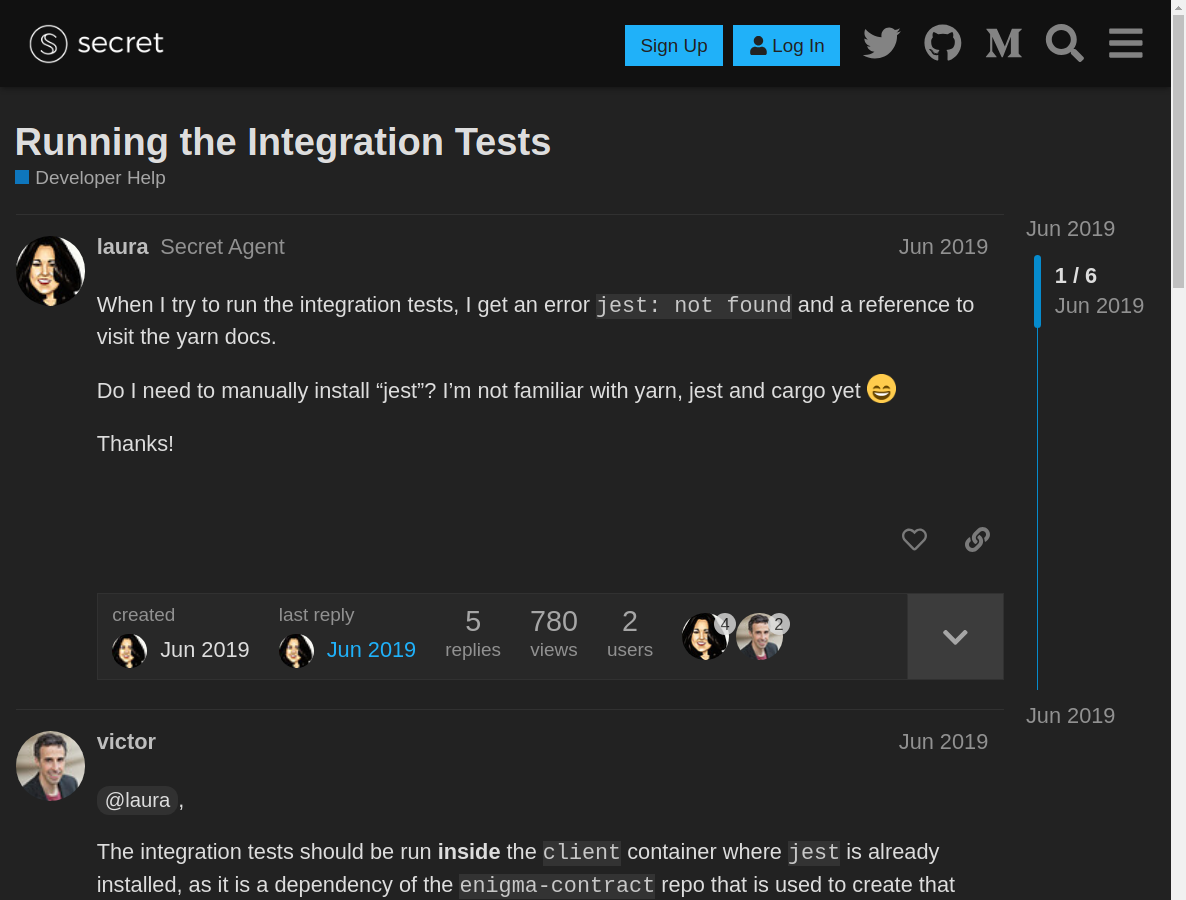 secret
Sign Up
Log In
Running the Integration Tests
Developer Help
Jun 2019
laura Secret Agent Jun 2019
1 / 6
Jun 2019
When I try to run the integration tests, I get an error jest: not found and a reference to
visit the yarn docs.
Do I need to manually install “jest”? I’m not familiar with yarn, jest and cargo yet
Thanks!
created
Jun 2019
last reply
Jun 2019
5
replies
780
views
2
users
4
2
Jun 2019
victor Jun 2019
@laura ,
The integration tests should be run inside the client container where jest is already
installed, as it is a dependency of the enigma-contract repo that is used to create that